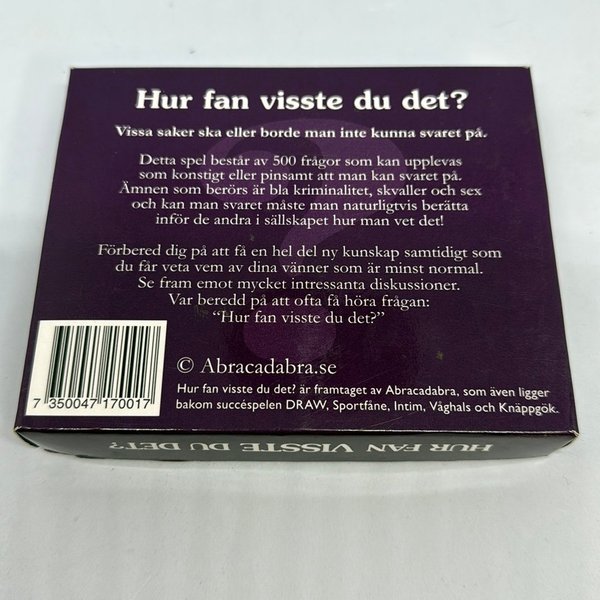 Hur fan visste du det?
Vissa saker ska eller borde man inte kunna svaret på.
Detta spel består av 500 frågor som kan upplevas
som konstigt eller pinsamt att man kan svaret på.
Ämnen som berörs är bla kriminalitet, skvaller och sex
och kan man svaret måste man naturligtvis berätta
inför de andra i sällskapet hur man vet det!
Förbered dig på att få en hel del ny kunskap samtidigt som
du får veta vem av dina vänner som är minst normal.
Se fram emot mycket intressanta diskussioner.
Var beredd på att ofta få höra frågan:
“Hur fan visste du det?”
© Abracadabra.se
Hur fan visste du det? är framtaget av Abracadabra, som även ligger
bakom succéspelen DRAW, Sportfåne, Intim, Våghals och Knäppgök.
7 350047 170017
HUR FAN VISSTE DU DET?